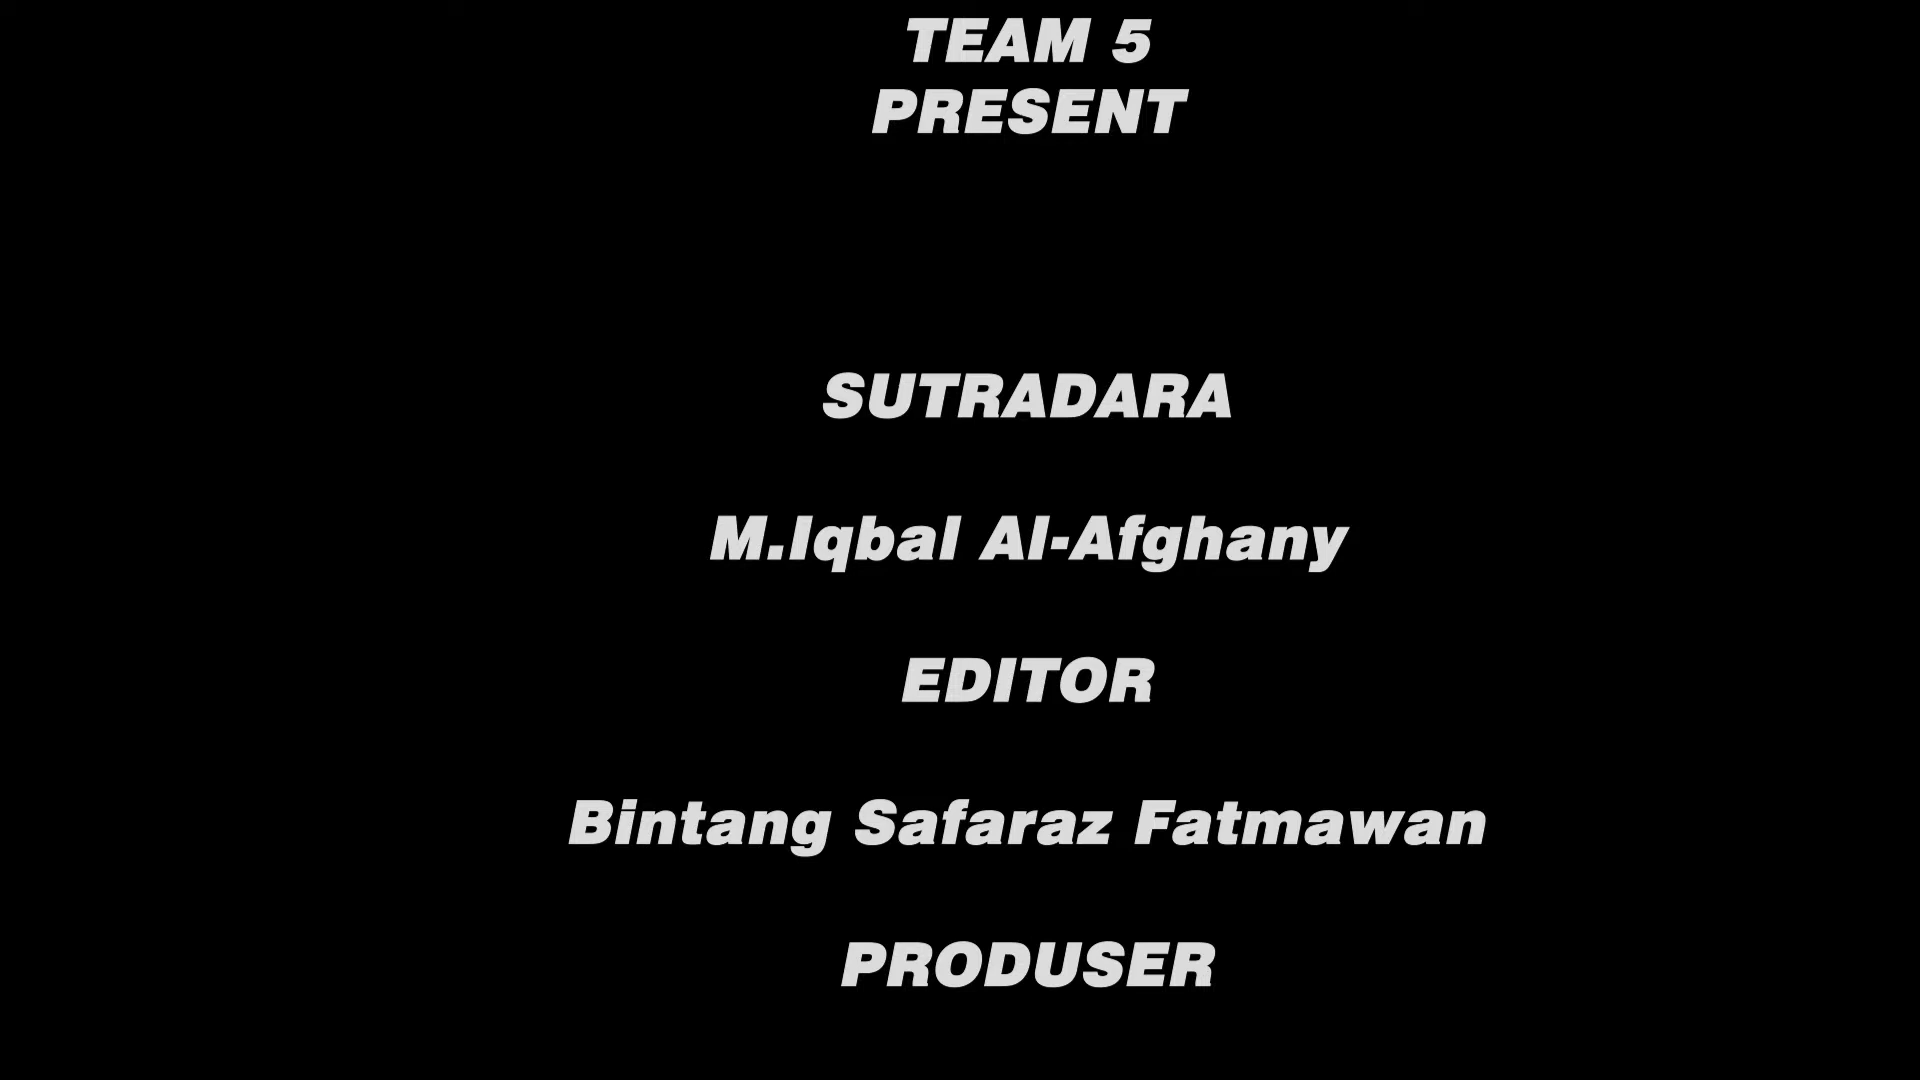 TEAM 5
PRESENT
SUTRADARA
M.Iqbal Al-Afghany
EDITOR
Bintang Safaraz Fatmawan
PRODUSER